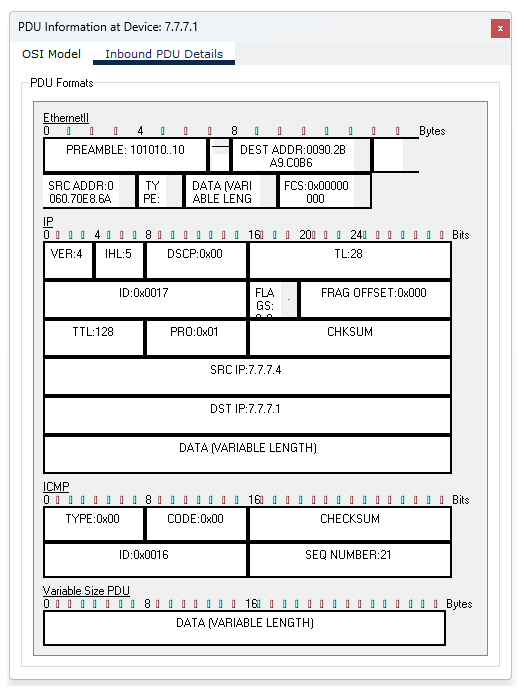 PDU Information at Device: 7.7.7.1
x
OSI Model Inbound PDU Details
PDU Formats
EthernetII
0 4 8 Bytes
PREAMBLE: 101010..10 DEST ADDR:0090.2B
A9.C0B6
SRC ADDR:0 TY DATA (VARI FCS:0x00000
060.70E8.6A PE: ABLE LENG 000
IP
0 4 8 16 20 24 Bits
VER:4 IHL:5 DSCP:0x00 TL:28
ID:0x0017 FLA FRAG OFFSET:0x000
GS:
TTL:128 PRO:0x01 CHKSUM
SRC IP:7.7.7.4
DST IP:7.7.7.1
DATA (VARIABLE LENGTH)
ICMP
0 8 16 Bits
TYPE:0x00 CODE:0x00 CHECKSUM
ID:0x0016 SEQ NUMBER:21
Variable Size PDU
0 8 16 Bytes
DATA (VARIABLE LENGTH)